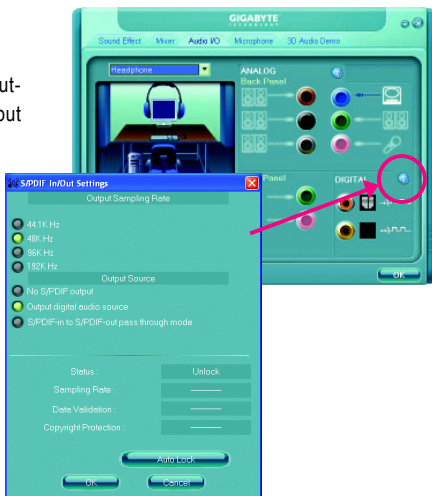 ut-
out
GIGABYTE
TECHNOLOGY
Sound Effect Mixer Audio I/O Microphone 3D Audio Demo
Headphone
ANALOG
Back Panel
Panel
DIGITAL
OK
S/PDIF In/Out Settings
Output Sampling Rate
44.1K Hz
48K Hz
96K Hz
192K Hz
Output Source
No S/PDIF output
Output digital audio source
S/PDIF-in to S/PDIF-out pass through mode
Status : Unlock
Sampling Rate :
Data Validation :
Copyright Protection :
Auto Lock
OK Cancel